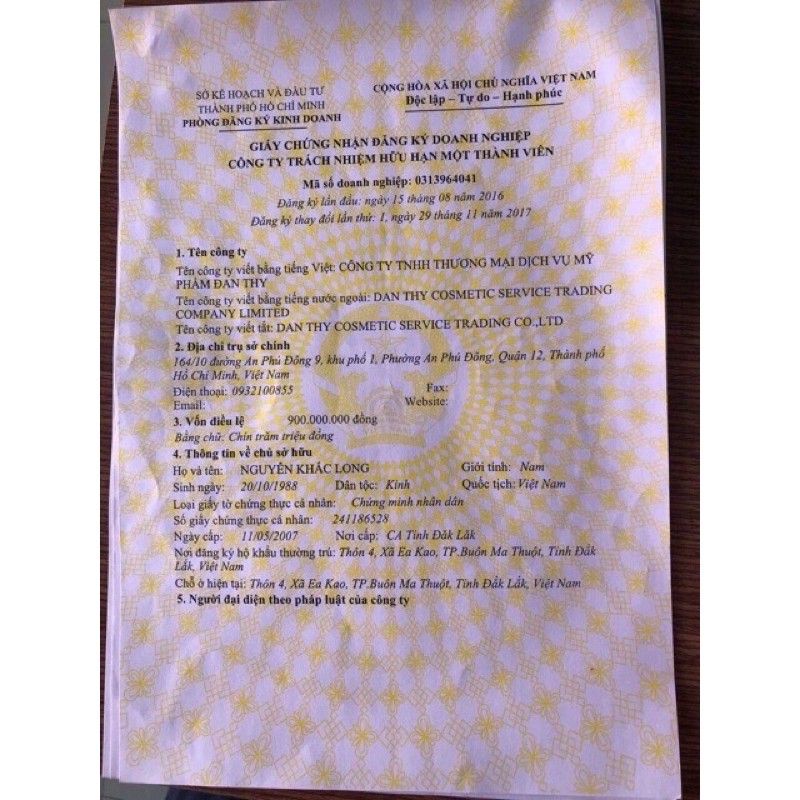 SỞ KẾ HOẠCH VÀ ĐẦU TƯ
THÀNH PHỐ HỒ CHÍ MINH
PHÒNG ĐĂNG KÝ KINH DOANH
CỘNG HÒA XÃ HỘI CHỦ NGHĨA VIỆT NAM
Độc lập – Tự do – Hạnh phúc
GIẤY CHỨNG NHẬN ĐĂNG KÝ DOANH NGHIỆP
CÔNG TY TRÁCH NHIỆM HỮU HẠN MỘT THÀNH VIÊN
Mã số doanh nghiệp: 0313964041
Đăng ký lần đầu: ngày 15 tháng 08 năm 2016
Đăng ký thay đổi lần thứ: 1, ngày 29 tháng 11 năm 2017
1. Tên công ty
Tên công ty viết bằng tiếng Việt: CÔNG TY TNHH THƯƠNG MẠI DỊCH VỤ MỸ
PHẨM ĐAN THY
Tên công ty viết bằng tiếng nước ngoài: DAN THY COSMETIC SERVICE TRADING
COMPANY LIMITED
Tên công ty viết tắt: DAN THY COSMETIC SERVICE TRADING CO.,LTD
2. Địa chỉ trụ sở chính
164/10 đường An Phú Đông 9, khu phố 1, Phường An Phú Đông, Quận 12, Thành phố
Hồ Chí Minh, Việt Nam
Điện thoại: 0932100855 Fax:
Email: Website:
3. Vốn điều lệ 900.000.000 đồng
Bằng chữ: Chín trăm triệu đồng
4. Thông tin về chủ sở hữu
Họ và tên: NGUYỄN KHẮC LONG Giới tính: Nam
Sinh ngày: 20/10/1988 Dân tộc: Kinh Quốc tịch: Việt Nam
Loại giấy tờ chứng thực cá nhân: Chứng minh nhân dân
Số giấy chứng thực cá nhân: 241186528
Ngày cấp: 11/05/2007 Nơi cấp: CA Tỉnh Đắk Lắk
Nơi đăng ký hộ khẩu thường trú: Thôn 4, Xã Ea Kao, TP.Buôn Ma Thuột, Tỉnh Đắk
Lắk, Việt Nam
Chỗ ở hiện tại: Thôn 4, Xã Ea Kao, TP.Buôn Ma Thuột, Tỉnh Đắk Lắk, Việt Nam
5. Người đại diện theo pháp luật của công ty